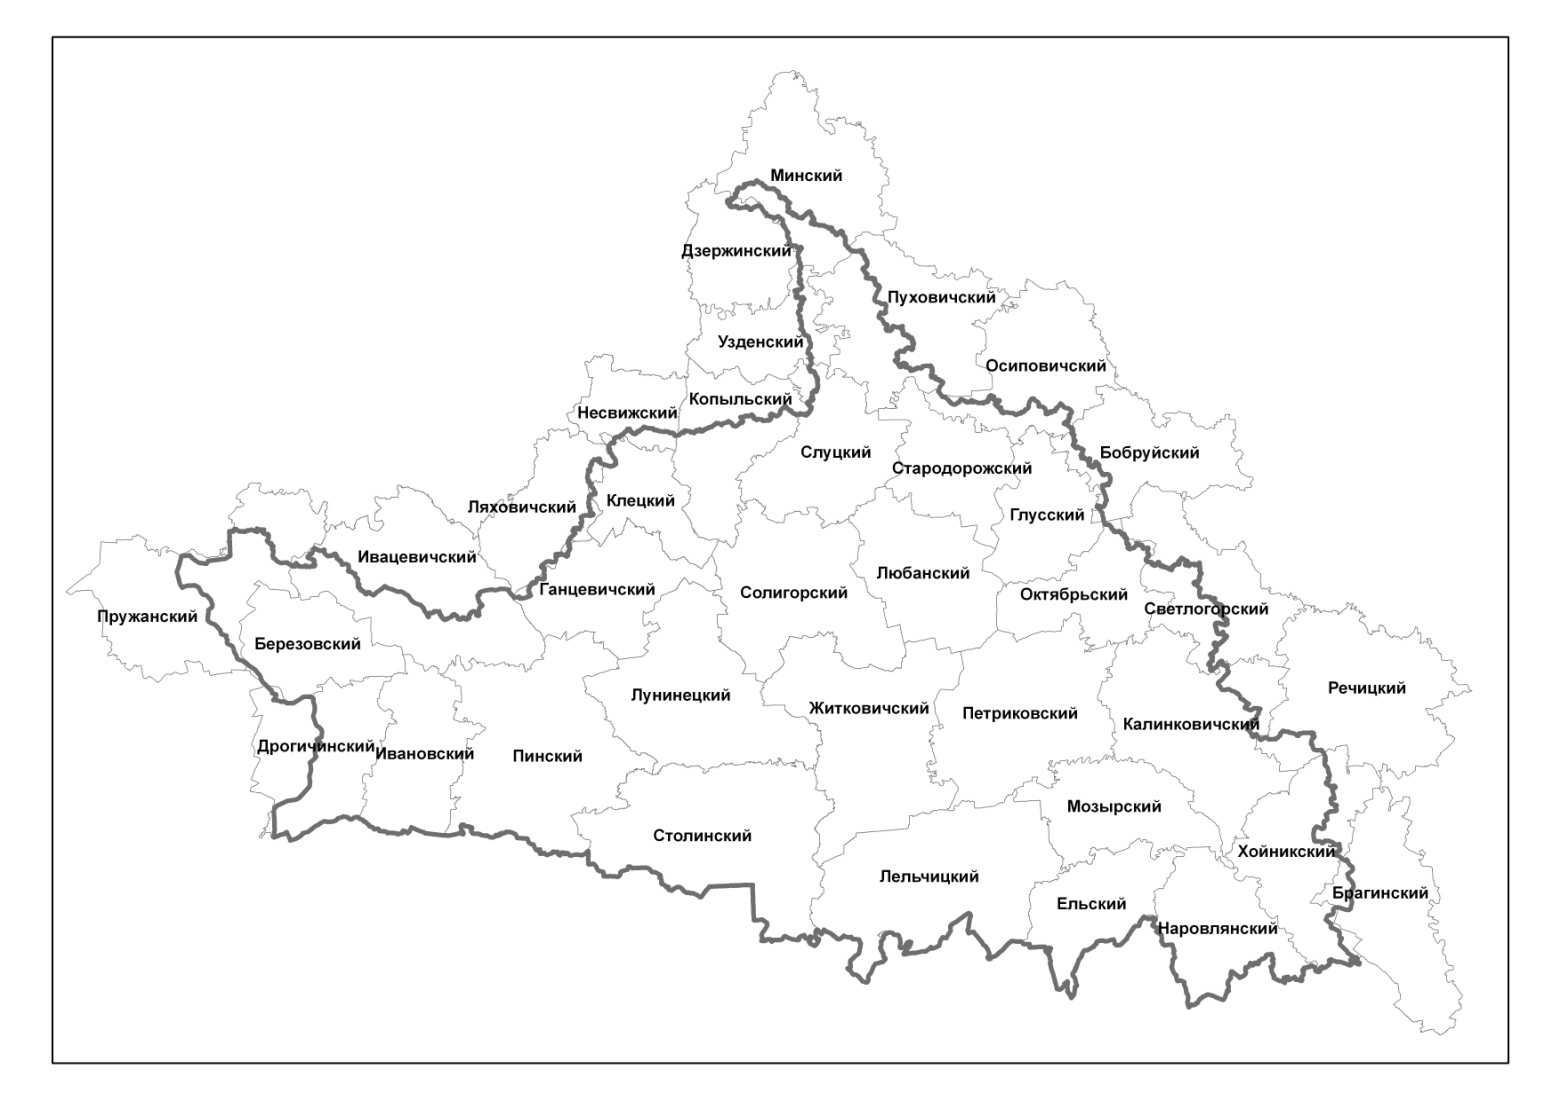 Минский
Дзержинский
Пуховичский
Узденский
Осиповичский
Копыльский
Несвижский
Слуцкий
Бобруйский
Стародорожский
Клецкий
Ляховичский
Глусский
Ивацевичский
Любанский
Ганцевичский
Солигорский
Октябрьский
Светлогорский
Пружанский
Березовский
Речицкий
Лунинецкий
Житковичский
Петриковский
Калинковичский
Дрогичинский
Ивановский
Пинский
Мозырский
Столинский
Хойникский
Лельчицкий
Брагинский
Ельский
Наровлянский